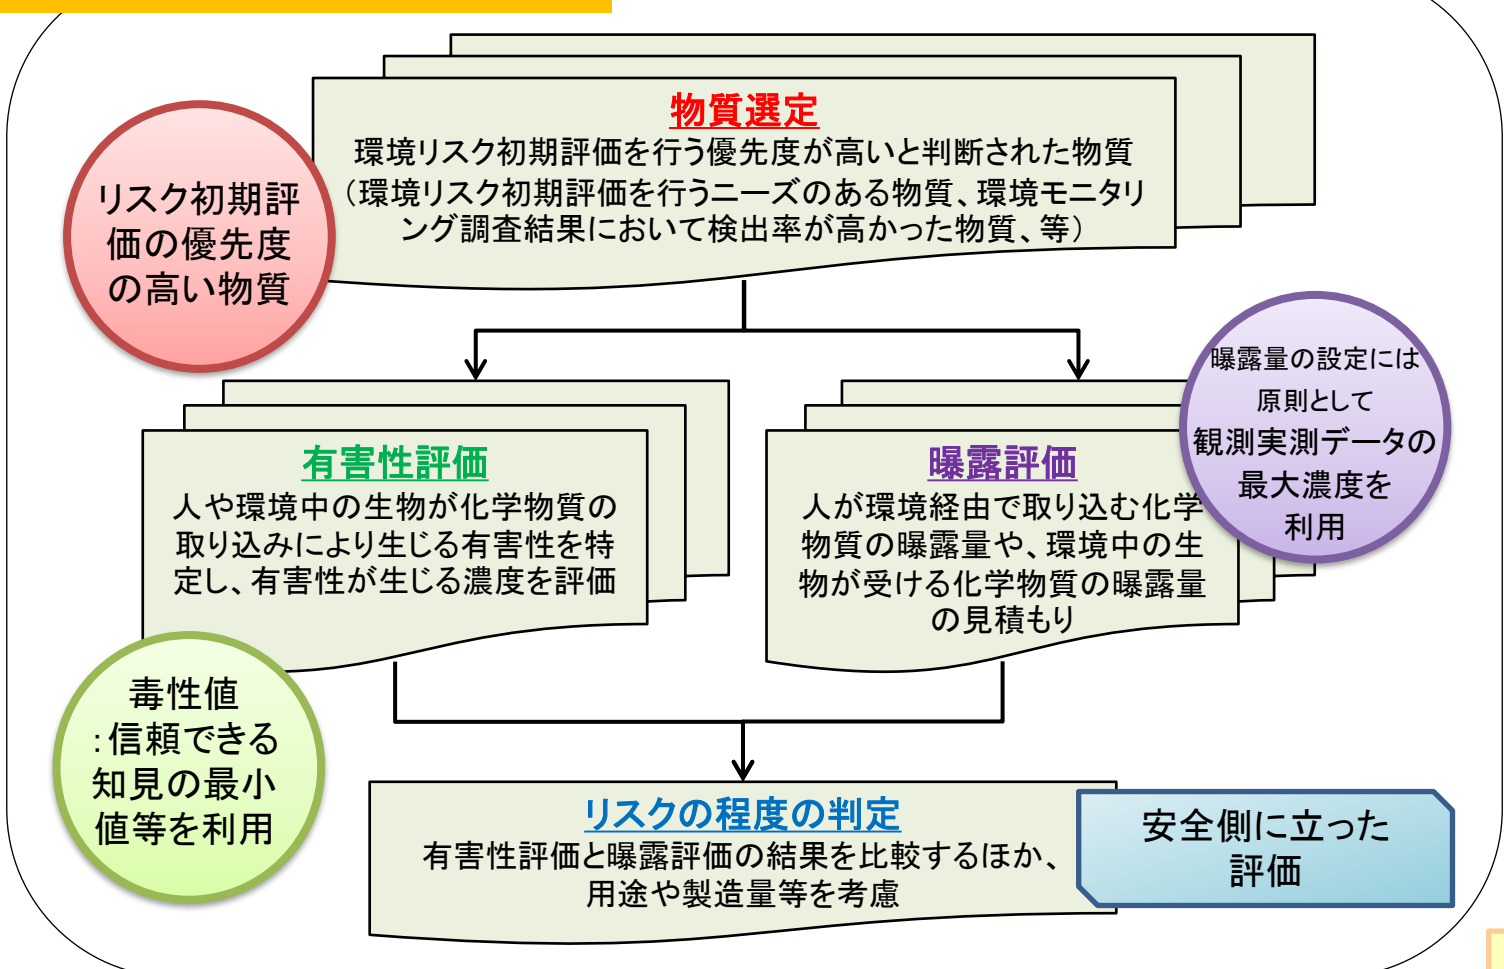 物質選定
環境リスク初期評価を行う優先度が高いと判断された物質
（環境リスク初期評価を行うニーズのある物質、環境モニタリ
ング調査結果において検出率が高かった物質、等）
リスク初期評
価の優先度
の高い物質
有害性評価
人や環境中の生物が化学物質の
取り込みにより生じる有害性を特
定し、有害性が生じる濃度を評価
曝露評価
人が環境経由で取り込む化学
物質の曝露量や、環境中の生
物が受ける化学物質の曝露量
の見積もり
曝露量の設定には
原則として
観測実測データの
最大濃度を
利用
毒性値
：信頼できる
知見の最小
値等を利用
リスクの程度の判定
有害性評価と曝露評価の結果を比較するほか、
用途や製造量等を考慮
安全側に立った
評価